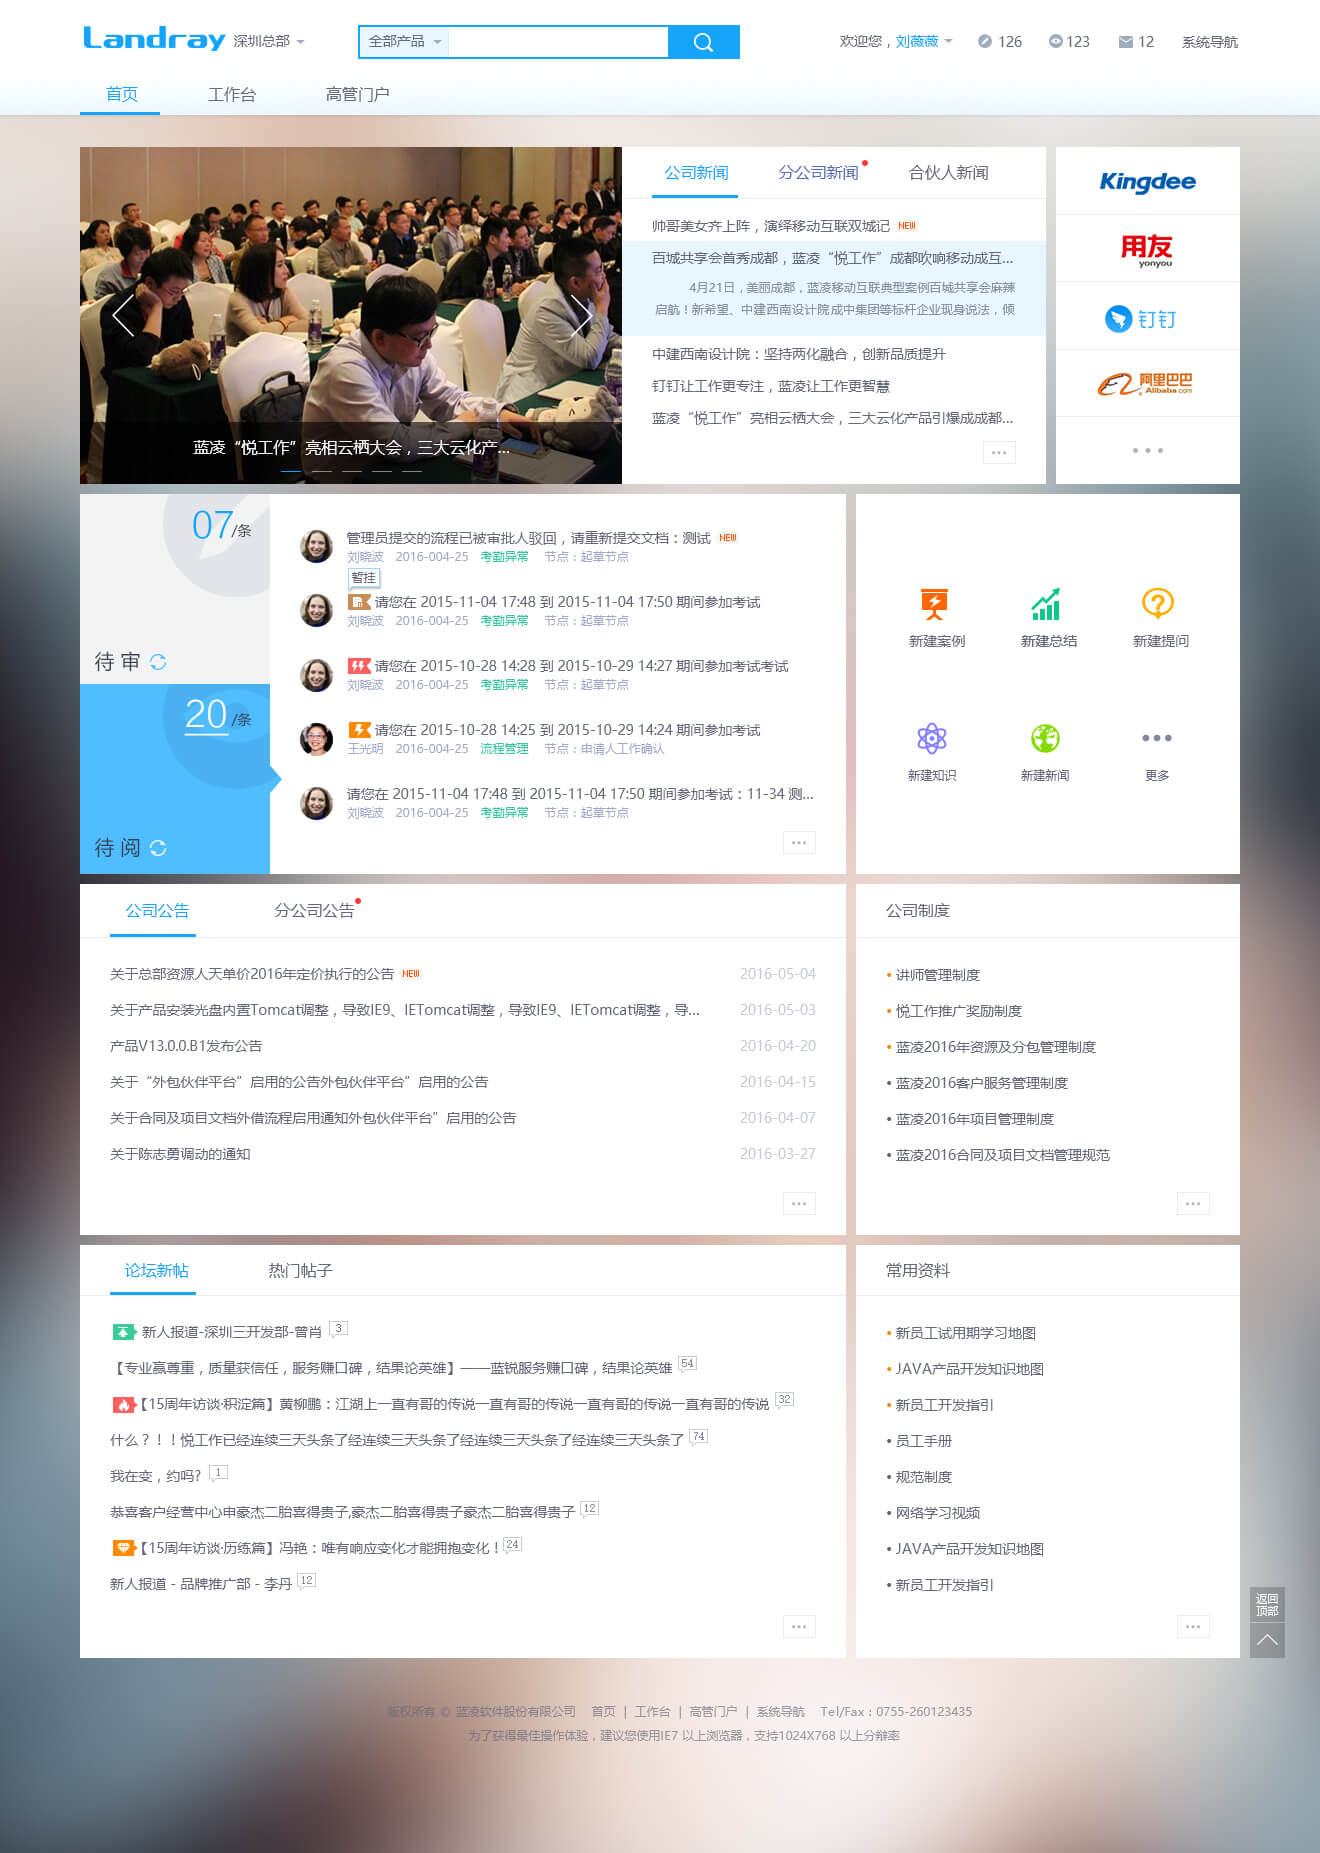 Landray 深圳总部
全部产品
欢迎您，刘薇薇 126 123 12 系统导航
首页 工作台 高管门户
公司新闻 分公司新闻 合伙人新闻
帅哥美女齐上阵，演绎移动互联双城记 NEW
百城共享会首秀成都，蓝凌“悦工作”成都吹响移动成互...
4月21日，美丽成都，蓝凌移动互联典型案例百城共享会麻辣
启航！新希望、中建西南设计院成中集团等标杆企业现身说法，倾
中建西南设计院：坚持两化融合，创新品质提升
钉钉让工作更专注，蓝凌让工作更智慧
蓝凌“悦工作”亮相云栖大会，三大云化产品引爆成成都...
蓝凌“悦工作”亮相云栖大会，三大云化产...
Kingdee
用友
yonyou
钉钉
阿里巴巴
Alibaba.com
07/条
待 审
20/条
待 阅
管理员提交的流程已被审批人驳回，请重新提交文档：测试 NEW
刘晓波 2016-004-25 考勤异常 节点：起草节点
暂挂
请您在 2015-11-04 17:48 到 2015-11-04 17:50 期间参加考试
刘晓波 2016-004-25 考勤异常 节点：起草节点
请您在 2015-10-28 14:28 到 2015-10-29 14:27 期间参加考试考试
刘晓波 2016-004-25 考勤异常 节点：起草节点
请您在 2015-10-28 14:25 到 2015-10-29 14:24 期间参加考试
王光明 2016-004-25 流程管理 节点：申请人工作确认
请您在 2015-11-04 17:48 到 2015-11-04 17:50 期间参加考试：11-34 测...
刘晓波 2016-004-25 考勤异常 节点：起草节点
新建案例 新建总结 新建提问
新建知识 新建新闻 更多
公司公告 分公司公告
关于总部资源人天单价2016年定价执行的公告 NEW 2016-05-04
关于产品安装光盘内置Tomcat调整，导致IE9、IETomcat调整，导致IE9、IETomcat调整，导... 2016-05-03
产品V13.0.0.B1发布公告 2016-04-20
关于“外包伙伴平台”启用的公告外包伙伴平台”启用的公告 2016-04-15
关于合同及项目文档外借流程启用通知外包伙伴平台”启用的公告 2016-04-07
关于陈志勇调动的通知 2016-03-27
公司制度
• 讲师管理制度
• 悦工作推广奖励制度
• 蓝凌2016年资源及分包管理制度
• 蓝凌2016客户服务管理制度
• 蓝凌2016年项目管理制度
• 蓝凌2016合同及项目文档管理规范
论坛新帖 热门帖子
新人报道-深圳三开发部-曾肖 3
【专业赢尊重，质量获信任，服务赚口碑，结果论英雄】——蓝锐服务赚口碑，结果论英雄 54
【15周年访谈·积淀篇】黄柳鹏：江湖上一直有哥的传说一直有哥的传说一直有哥的传说一直有哥的传说 32
什么？！！悦工作已经连续三天头条了经连续三天头条了经连续三天头条了经连续三天头条了 74
我在变，约吗? 1
恭喜客户经营中心申豪杰二胎喜得贵子,豪杰二胎喜得贵子豪杰二胎喜得贵子 12
【15周年访谈·历练篇】冯艳：唯有响应变化才能拥抱变化！ 24
新人报道 - 品牌推广部 - 李丹 12
常用资料
• 新员工试用期学习地图
• JAVA产品开发知识地图
• 新员工开发指引
• 员工手册
• 规范制度
• 网络学习视频
• JAVA产品开发知识地图
• 新员工开发指引
返回
顶部
版权所有 © 蓝凌软件股份有限公司 首页 | 工作台 | 高管门户 | 系统导航 Tel/Fax：0755-260123435
为了获得最佳操作体验，建议您使用IE7 以上浏览器，支持1024X768 以上分辩率